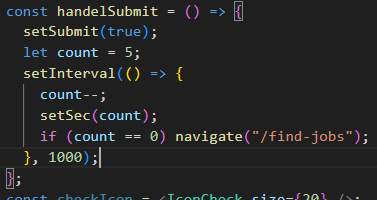 const handelSubmit = () => {
setSubmit(true);
let count = 5;
setInterval(() => {
count--;
setSec(count);
if (count == 0) navigate("/find-jobs");
}, 1000);
};
const checkIcon = <IconCheck size={20} />;